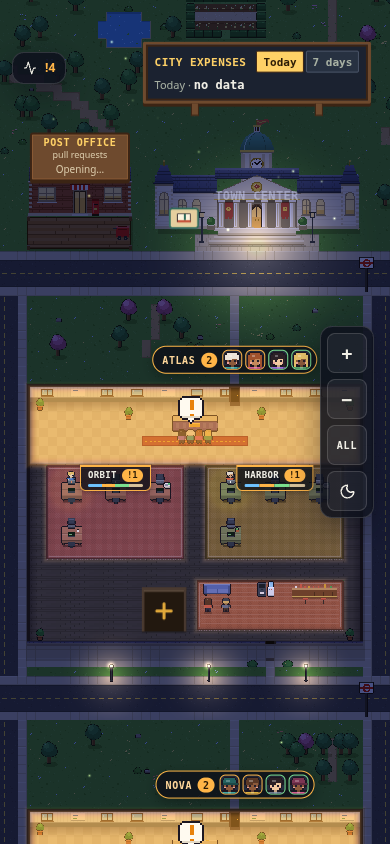 !4
CITY EXPENSES Today 7 days
Today · no data
POST OFFICE
pull requests
Opening...
TOWN CENTER
ATLAS 2
+
−
ALL
!
ORBIT !1
HARBOR !1
+
NOVA 2
!